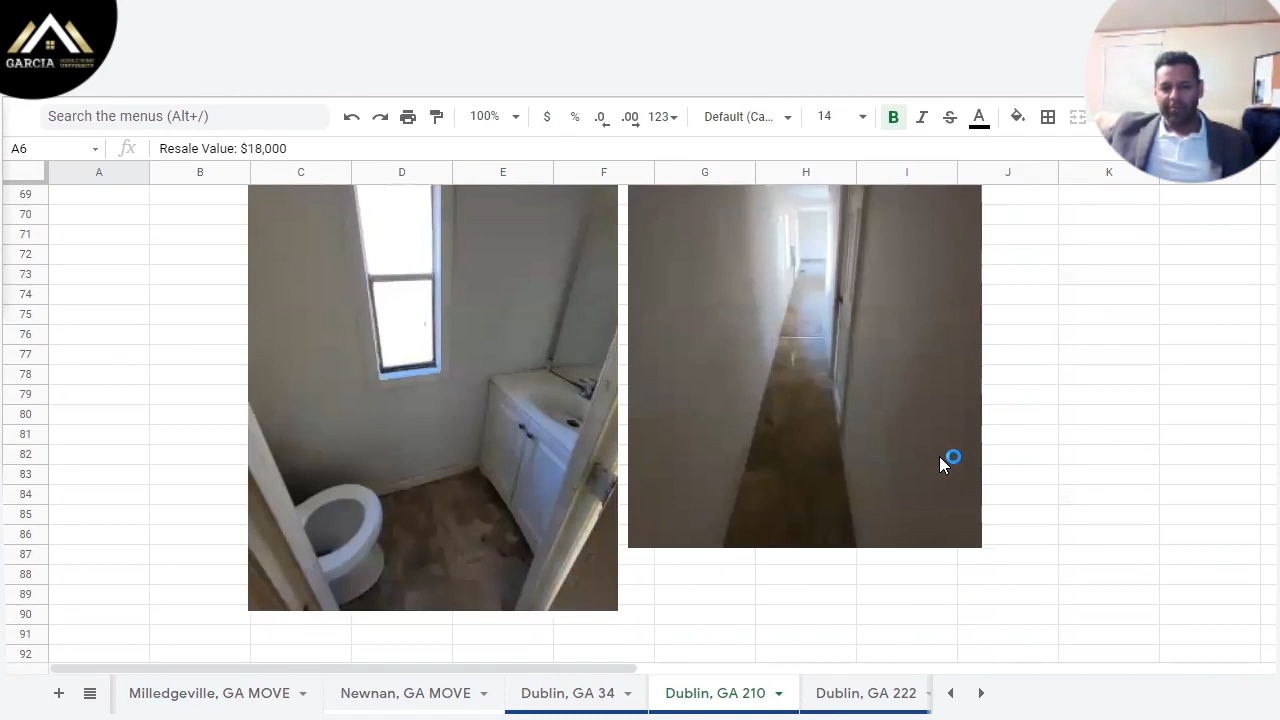 GARCIA MOBILE HOME UNIVERSITY
Search the menus (Alt+/)
100%
$ % .0 .00 123
Default (Ca...
14
B I S A
A6
fx
Resale Value: $18,000
A B C D E F G H I J K
69
70
71
72
73
74
75
76
77
78
79
80
81
82
83
84
85
86
87
88
89
90
91
92
+ Milledgeville, GA MOVE Newnan, GA MOVE Dublin, GA 34 Dublin, GA 210 Dublin, GA 222